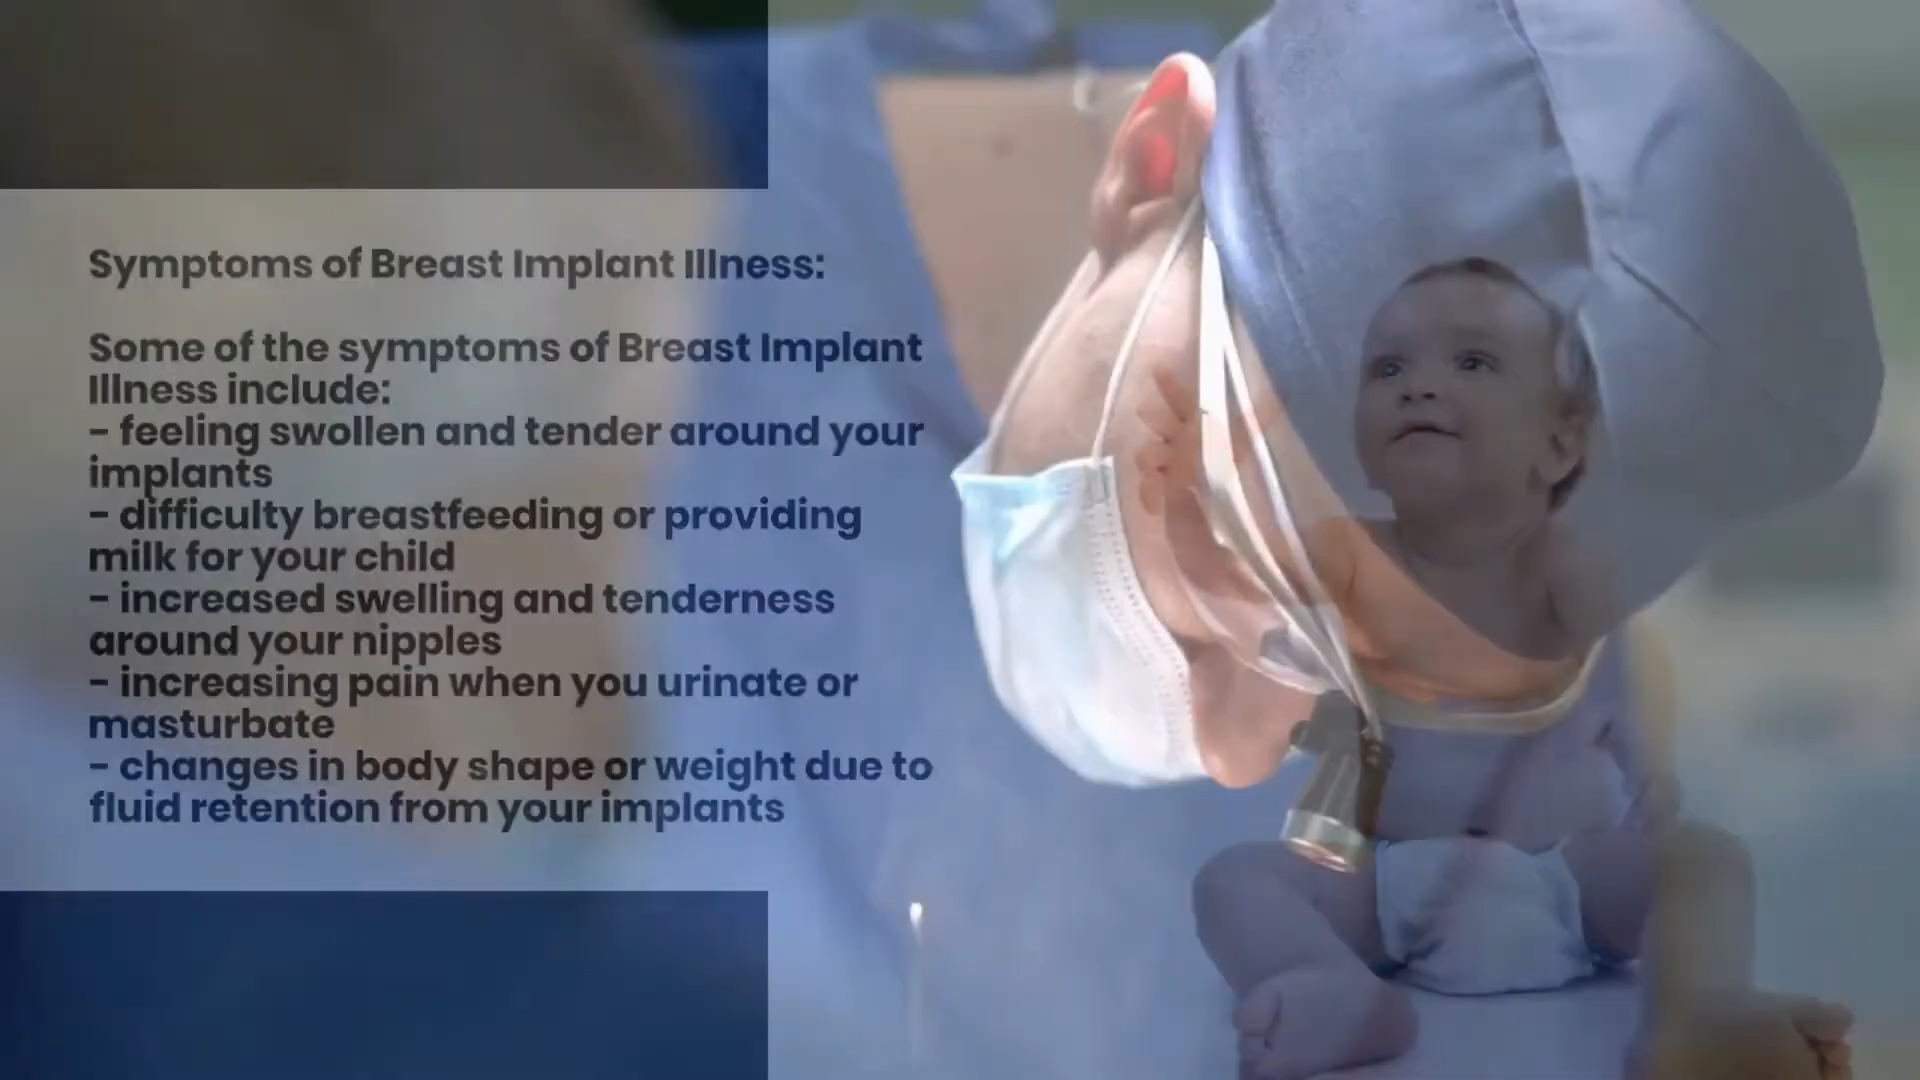 Symptoms of Breast Implant Illness:
Some of the symptoms of Breast Implant
Illness include:
- feeling swollen and tender around your
implants
- difficulty breastfeeding or providing
milk for your child
- increased swelling and tenderness
around your nipples
- increasing pain when you urinate or
masturbate
- changes in body shape or weight due to
fluid retention from your implants